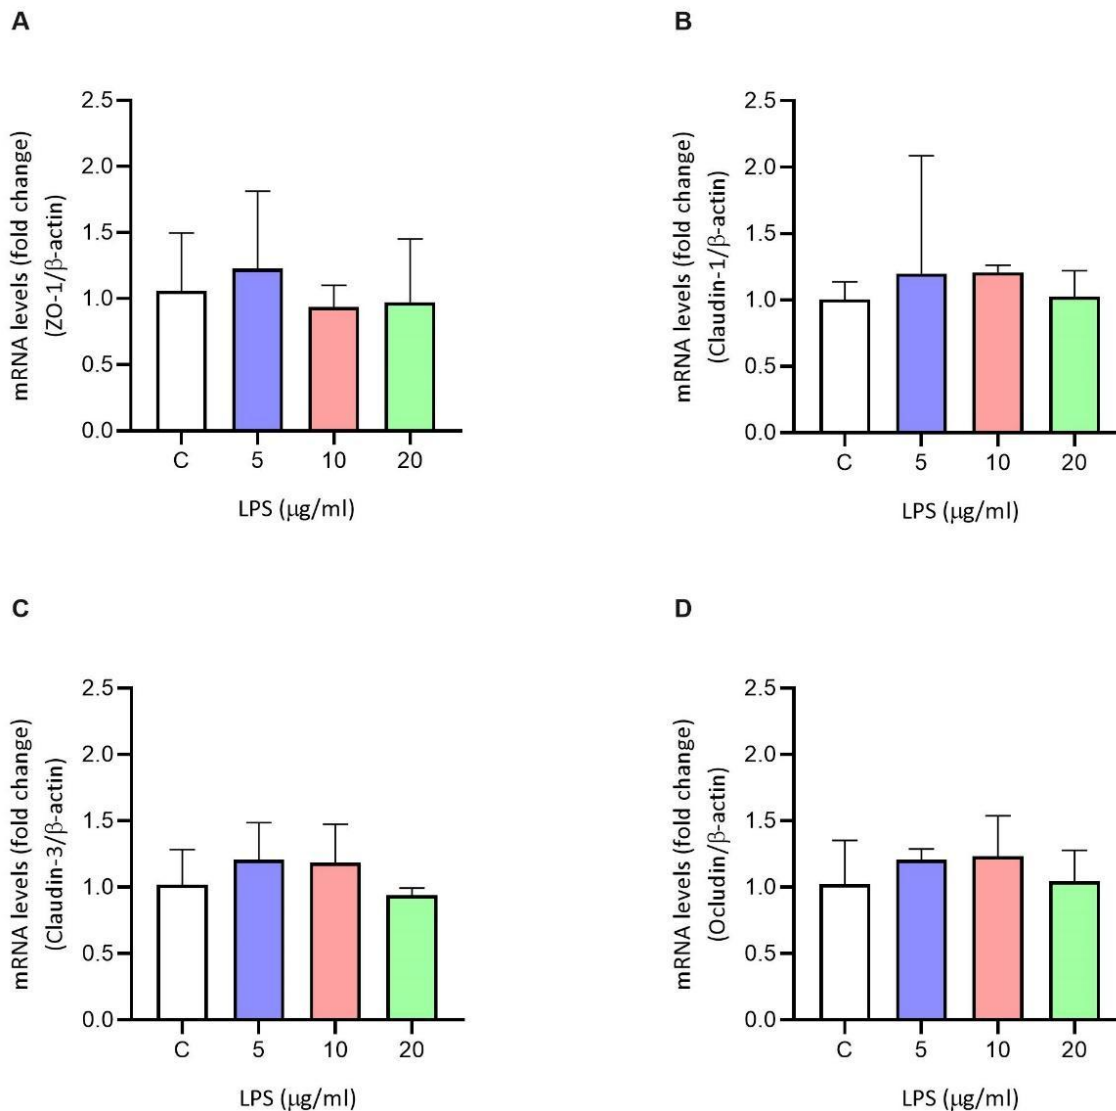 A
mRNA levels (fold change)
(ZO-1/β-actin)
2.5
2.0
1.5
1.0
0.5
0.0
C 5 10 20
LPS (μg/ml)
B
mRNA levels (fold change)
(Claudin-1/β-actin)
2.5
2.0
1.5
1.0
0.5
0.0
C 5 10 20
LPS (μg/ml)
C
mRNA levels (fold change)
(Claudin-3/β-actin)
2.5
2.0
1.5
1.0
0.5
0.0
C 5 10 20
LPS (μg/ml)
D
mRNA levels (fold change)
(Ocludin/β-actin)
2.5
2.0
1.5
1.0
0.5
0.0
C 5 10 20
LPS (μg/ml)